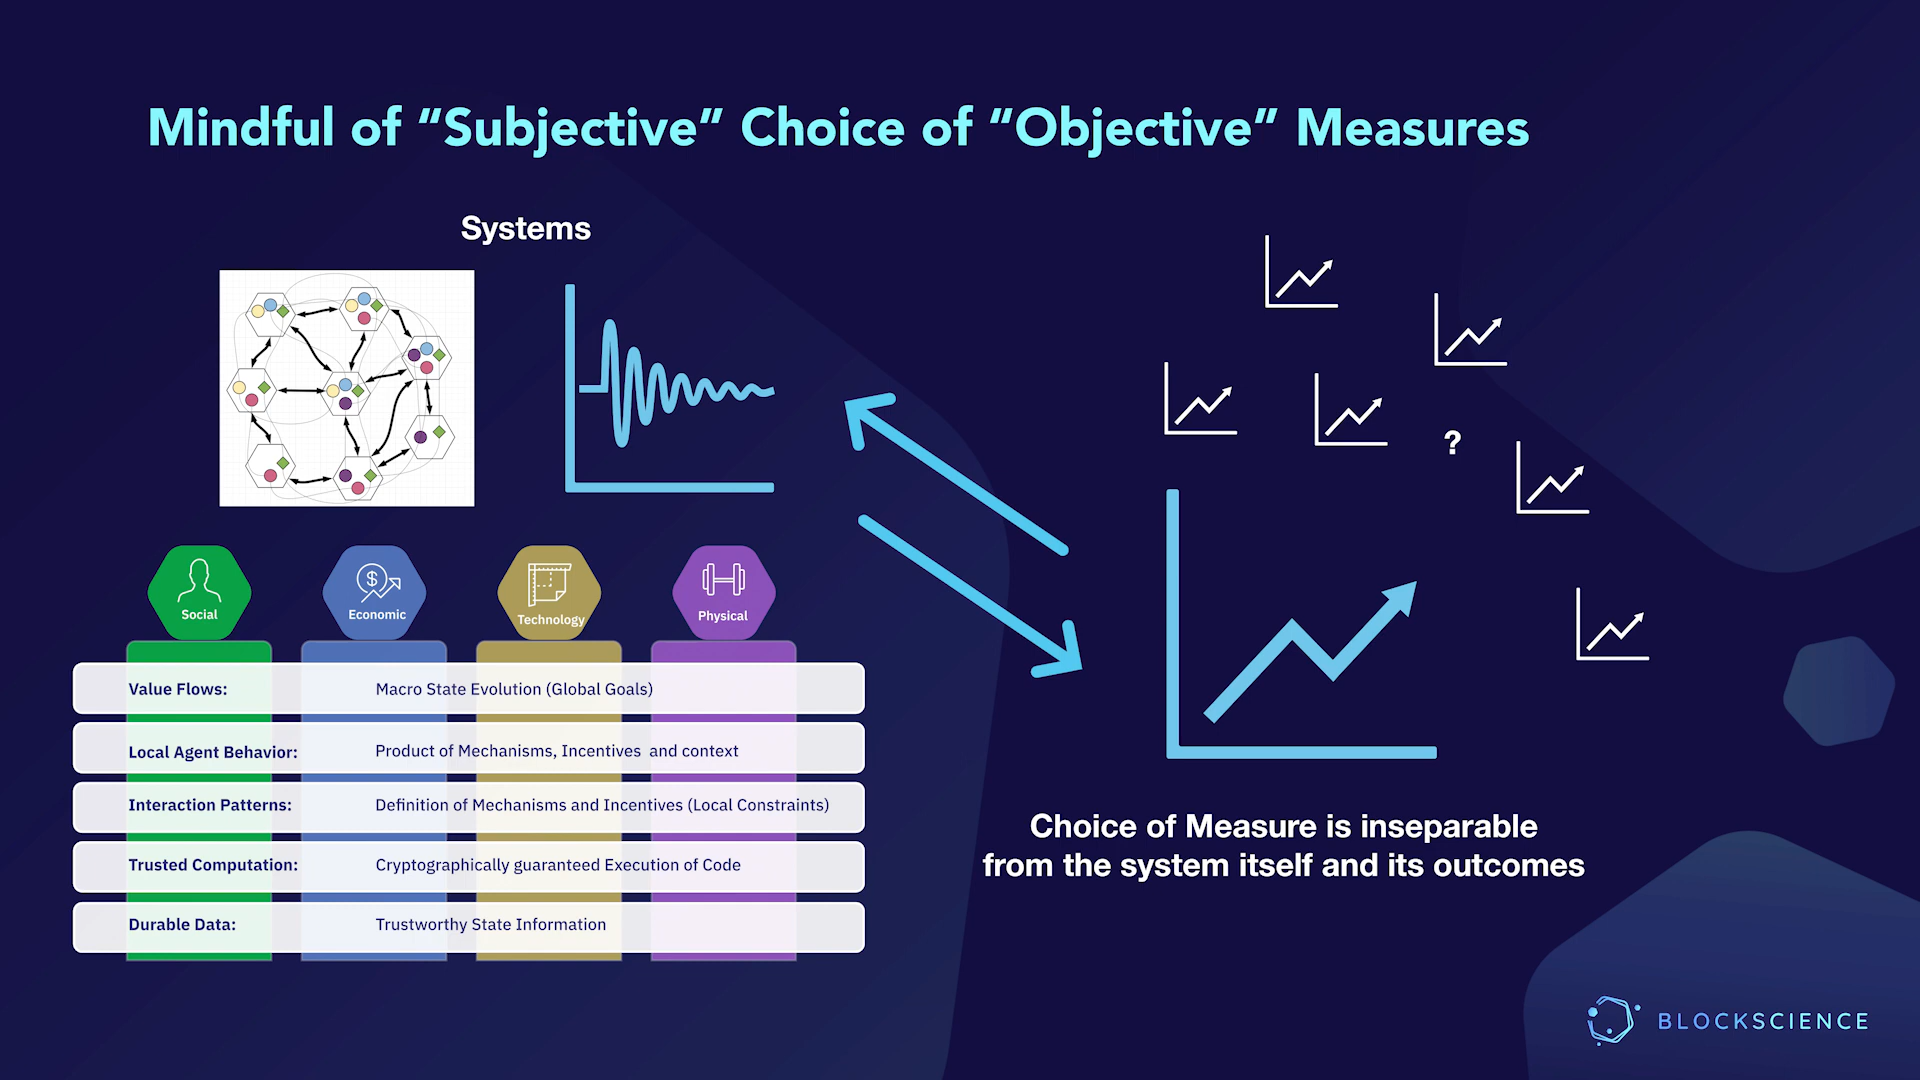 Mindful of “Subjective” Choice of “Objective” Measures
Systems
$
Social
Economic
Technology
Physical
Value Flows: Macro State Evolution (Global Goals)
Local Agent Behavior: Product of Mechanisms, Incentives and context
Interaction Patterns: Definition of Mechanisms and Incentives (Local Constraints)
Trusted Computation: Cryptographically guaranteed Execution of Code
Durable Data: Trustworthy State Information
?
Choice of Measure is inseparable
from the system itself and its outcomes
BLOCKSCIENCE